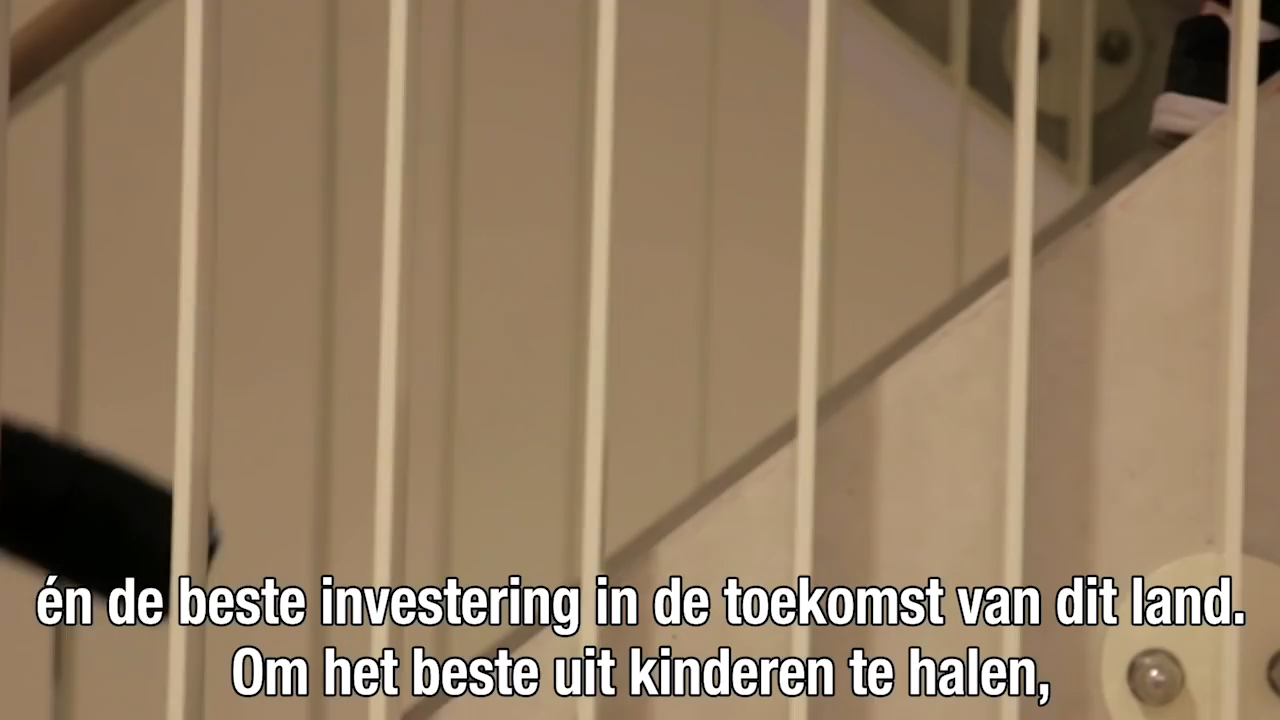 én de beste investering in de toekomst van dit land.
Om het beste uit kinderen te halen,